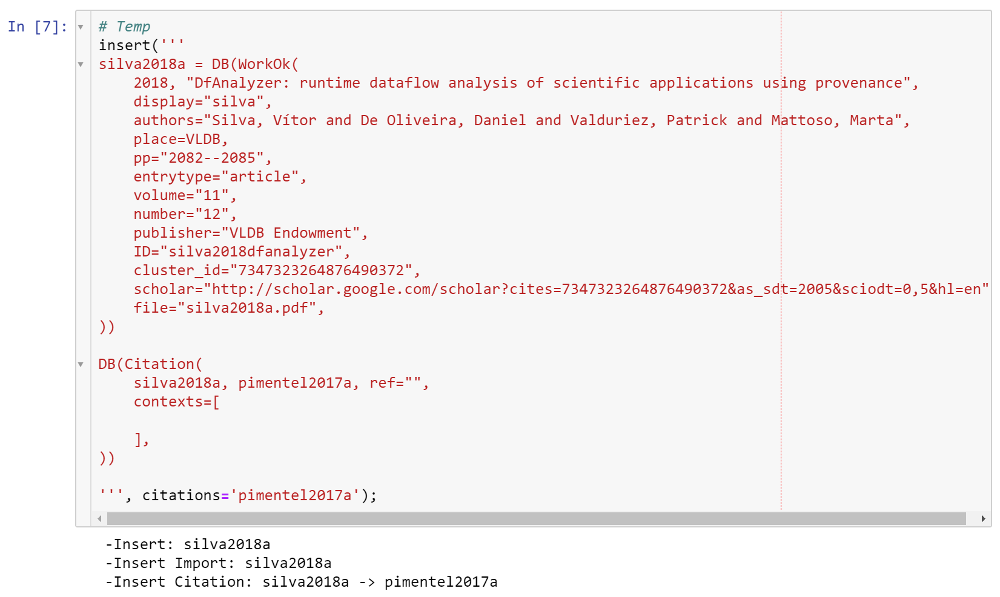 In [7]:
# Temp
insert('''
silva2018a = DB(WorkOk(
    2018, "DfAnalyzer: runtime dataflow analysis of scientific applications using provenance",
    display="silva",
    authors="Silva, Vítor and De Oliveira, Daniel and Valduriez, Patrick and Mattoso, Marta",
    place=VLDB,
    pp="2082--2085",
    entrytype="article",
    volume="11",
    number="12",
    publisher="VLDB Endowment",
    ID="silva2018dfanalyzer",
    cluster_id="7347323264876490372",
    scholar="http://scholar.google.com/scholar?cites=7347323264876490372&as_sdt=2005&sciodt=0,5&hl=en"
    file="silva2018a.pdf",
))
DB(Citation(
    silva2018a, pimentel2017a, ref="",
    contexts=[
    ],
))
''', citations='pimentel2017a');
-Insert: silva2018a
-Insert Import: silva2018a
-Insert Citation: silva2018a -> pimentel2017a